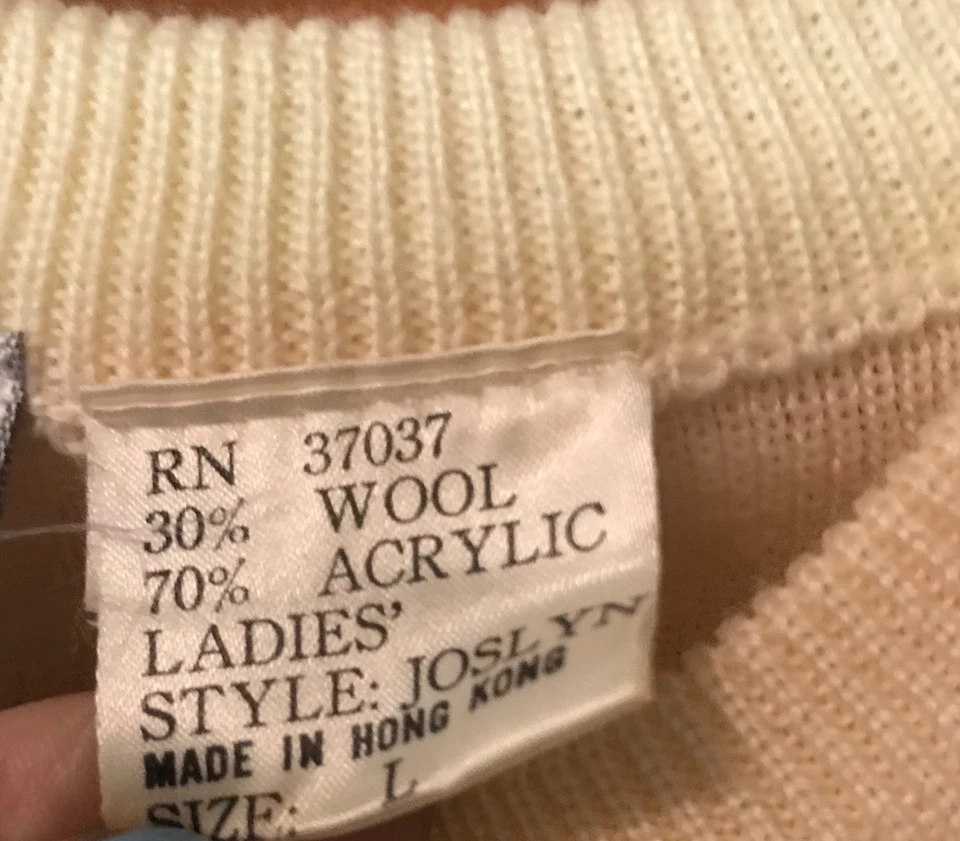 RN 37037
30% WOOL
70% ACRYLIC
LADIES'
STYLE: JOSLYN
MADE IN HONG KONG
SIZE: L